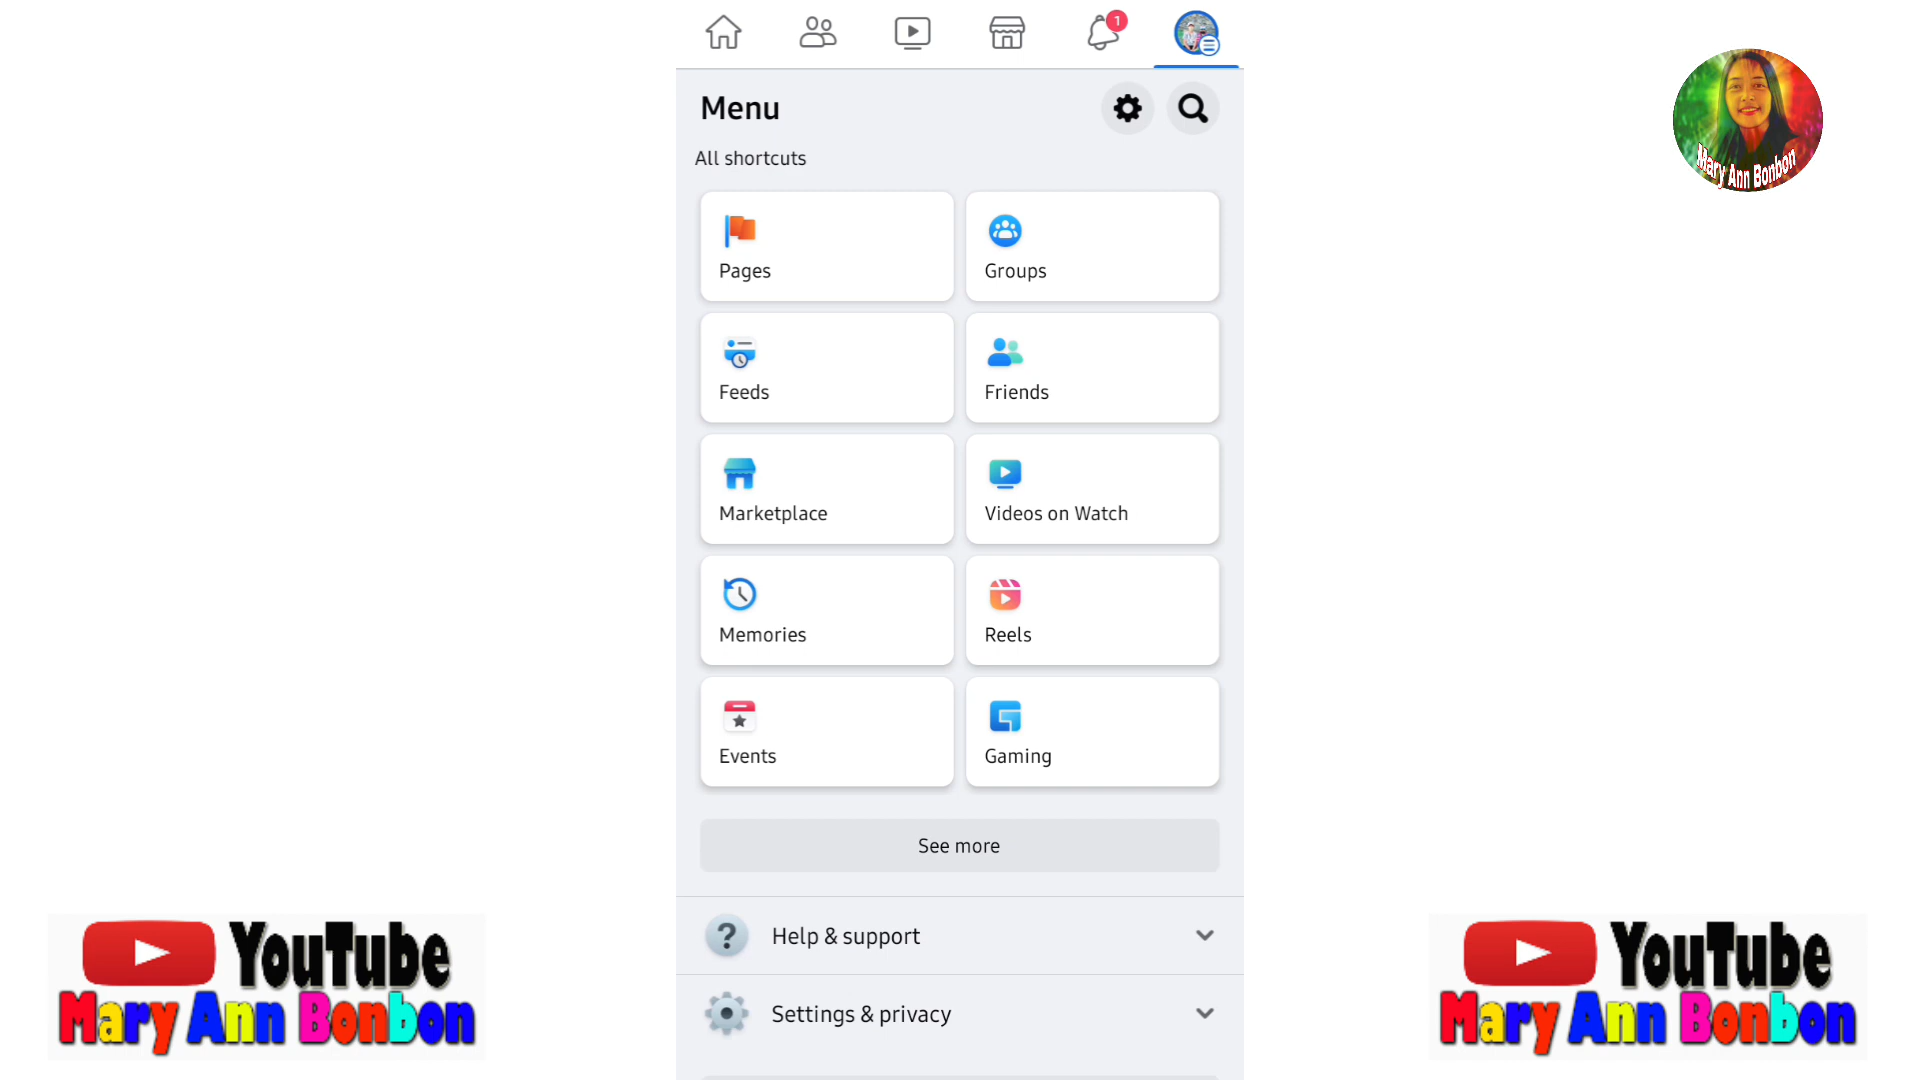 1
Menu
All shortcuts
Mary Ann Bonbon
Pages
Groups
Feeds
Friends
Marketplace
Videos on Watch
Memories
Reels
Events
Gaming
See more
? Help & support
Settings & privacy
YouTube
Mary Ann Bonbon
YouTube
Mary Ann Bonbon